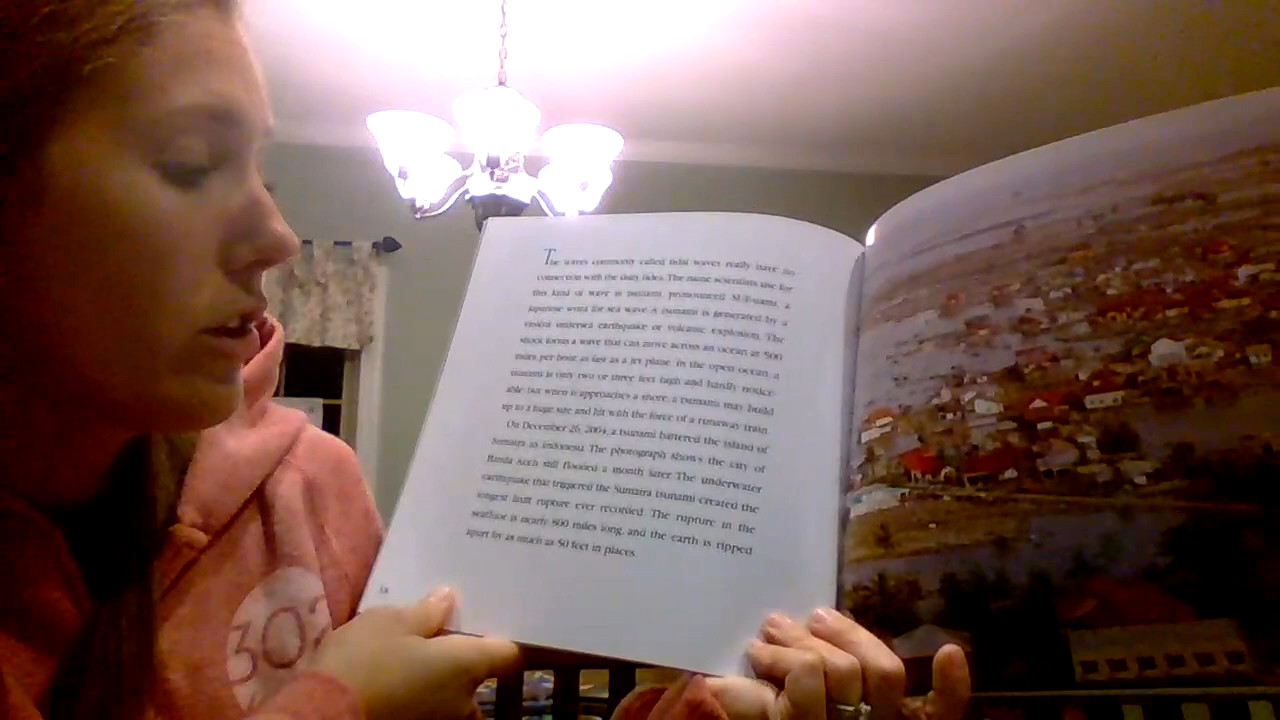 The waves commonly called tidal waves really have no
connection with the daily tides. The name scientists use for
this kind of wave is tsunami, pronounced a
Japanese word for sea wave. A tsunami is generated by a
violent undersea earthquake or volcanic explosion. The
shock forms a wave that can move across an ocean at 500
miles per hour, as fast as a jet plane. In the open ocean, a
tsunami is only two or three feet high and hardly notice-
able, but when it approaches a shore, a tsunami may build
up to a huge size and hit with the force of a runaway train.
On December 26, 2004, a tsunami battered the island of
Sumatra in Indonesia. The photograph shows the city of
Banda Aceh still flooded a month later. The underwater
earthquake that triggered the Sumatra tsunami created the
longest fault rupture ever recorded. The rupture in the
seafloor is nearly 800 miles long, and the earth is ripped
apart by as much as 50 feet in places.
302